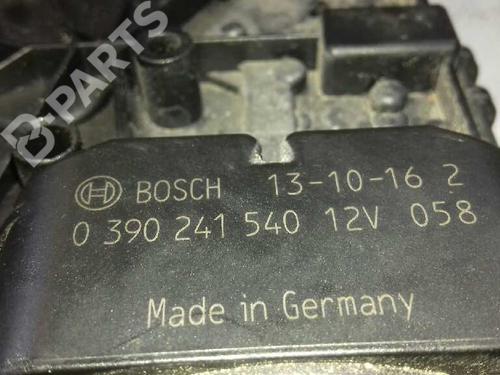 B-PARTS
BOSCH 13-10-16 2
0 390 241 540 12V 058
Made in Germany